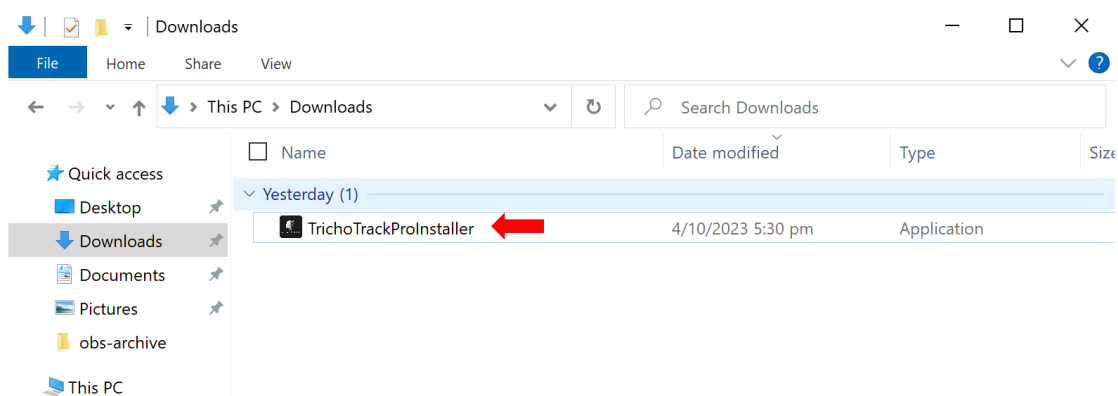 Downloads
File Home Share View ?
This PC Downloads Search Downloads
Name Date modified Type Size
Quick access
Yesterday (1)
Desktop
TrichoTrackProInstaller 4/10/2023 5:30 pm Application
Downloads
Documents
Pictures
obs-archive
This PC